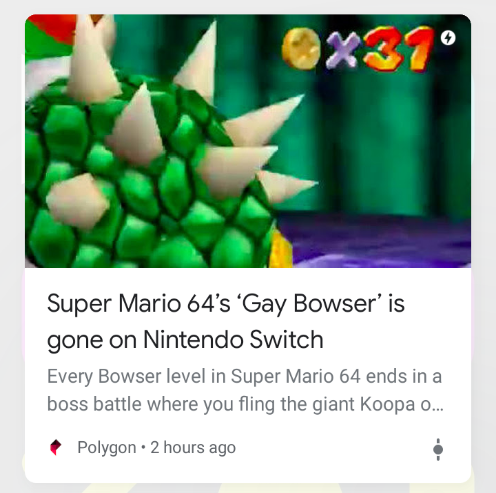 ×31
Super Mario 64’s ‘Gay Bowser’ is
gone on Nintendo Switch
Every Bowser level in Super Mario 64 ends in a
boss battle where you fling the giant Koopa o…
Polygon • 2 hours ago